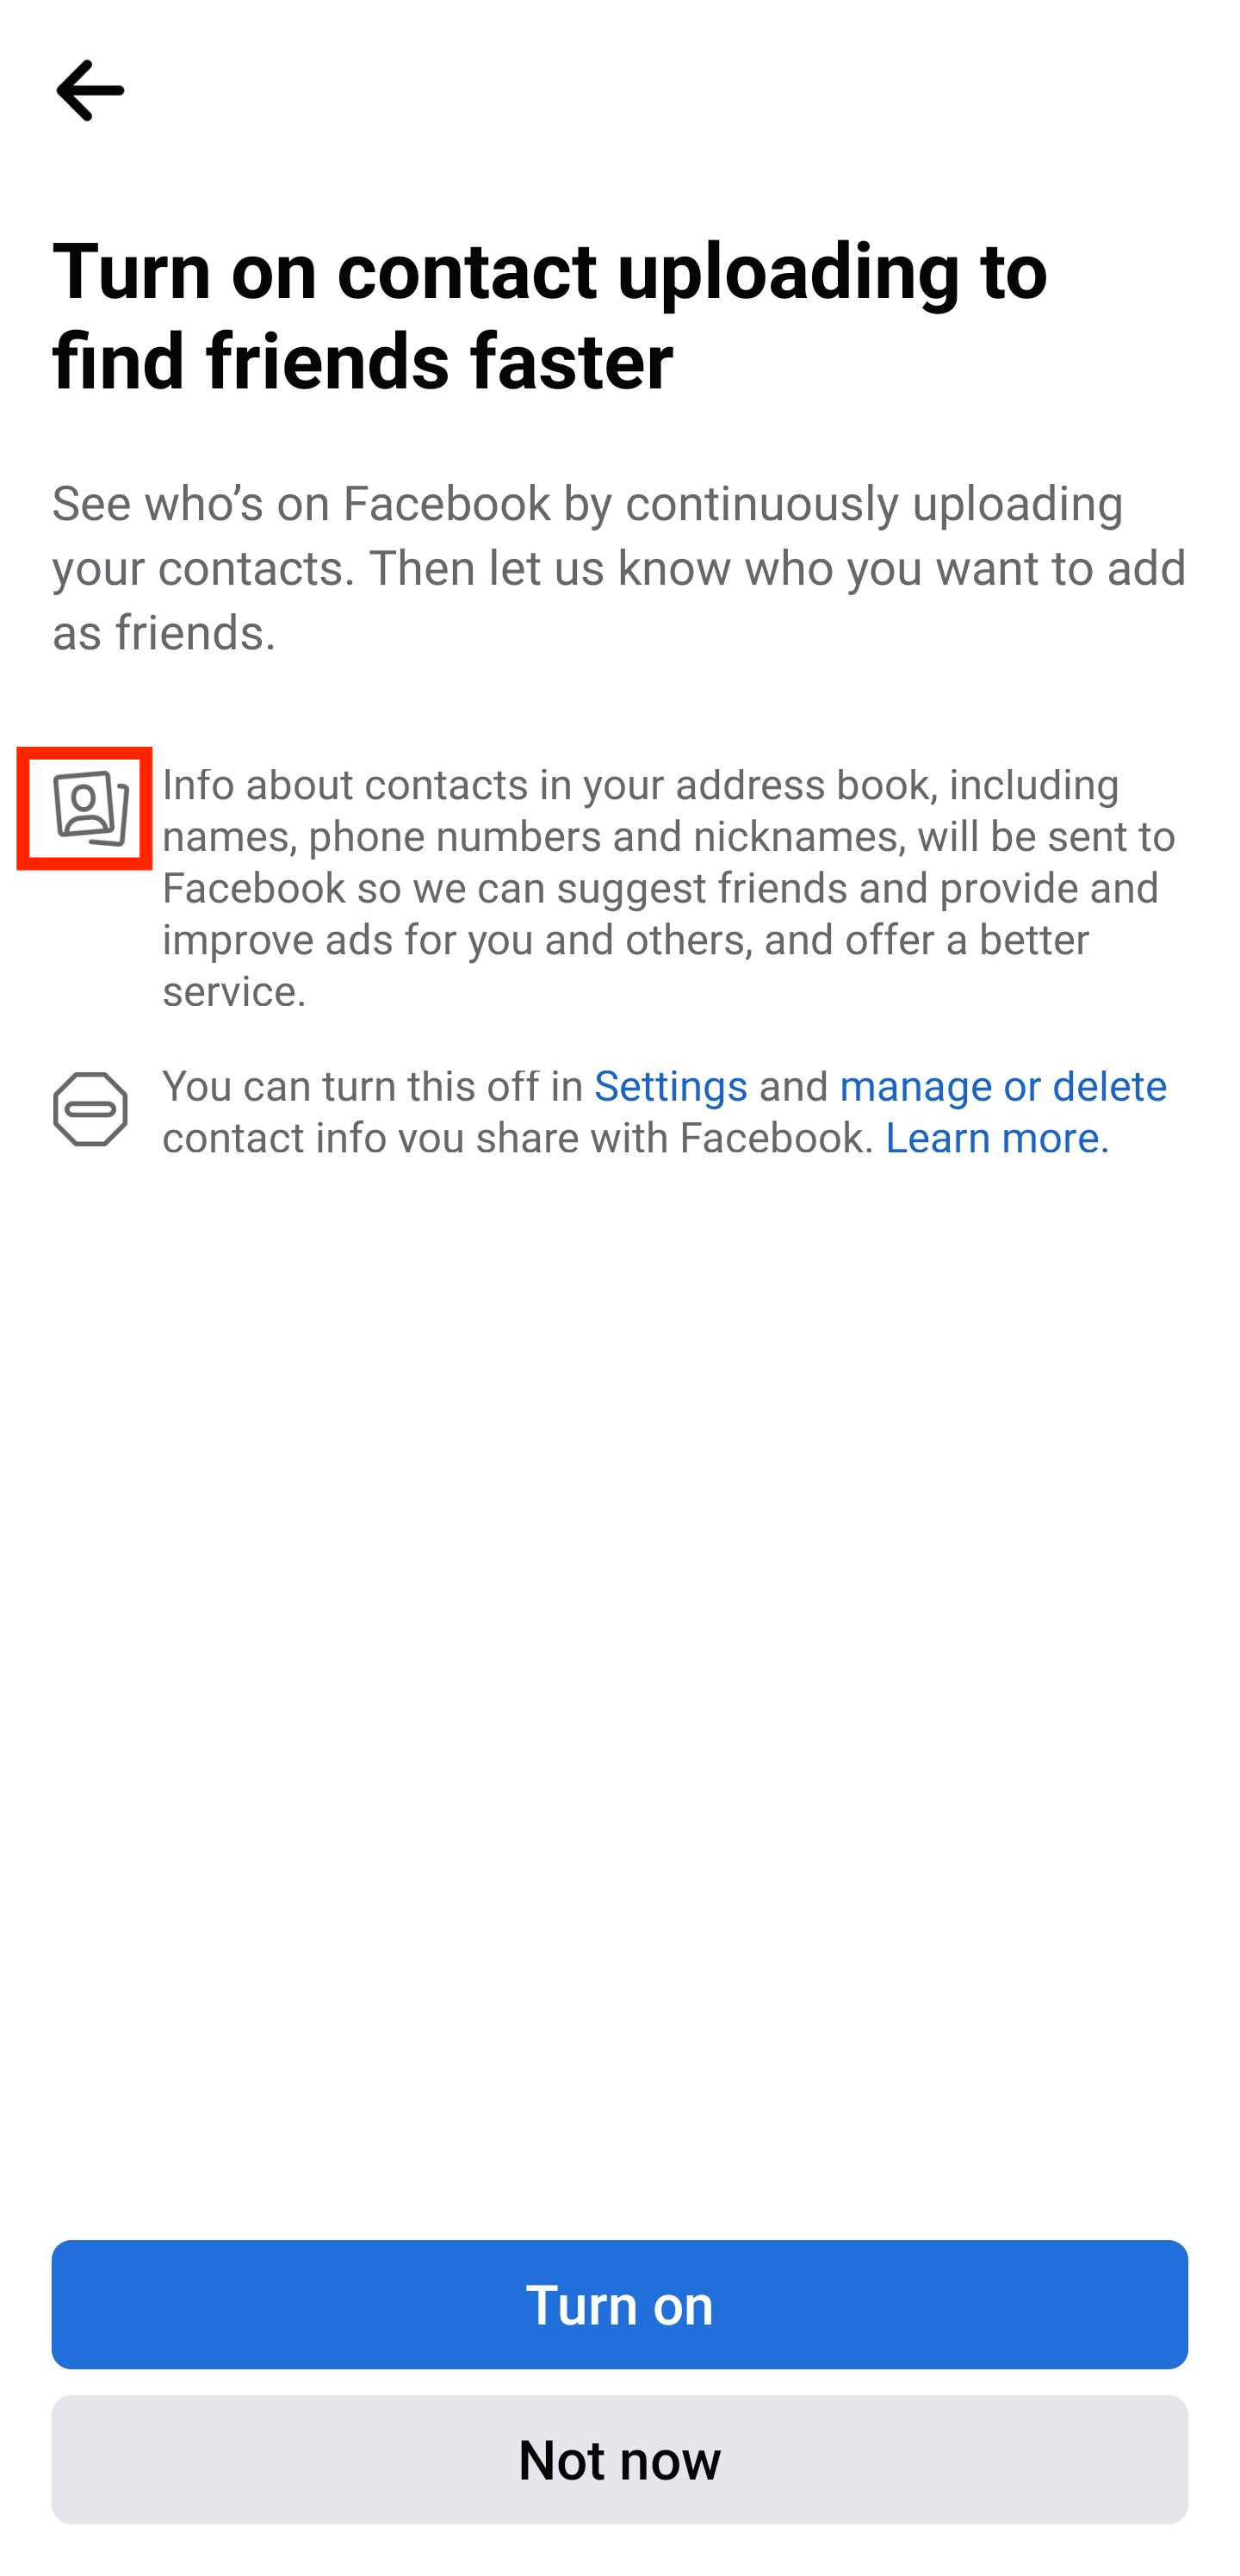 Turn on contact uploading to
find friends faster
See who’s on Facebook by continuously uploading
your contacts. Then let us know who you want to add
as friends.
Info about contacts in your address book, including
names, phone numbers and nicknames, will be sent to
Facebook so we can suggest friends and provide and
improve ads for you and others, and offer a better
service.
You can turn this off in Settings and manage or delete
contact info you share with Facebook. Learn more.
Turn on
Not now